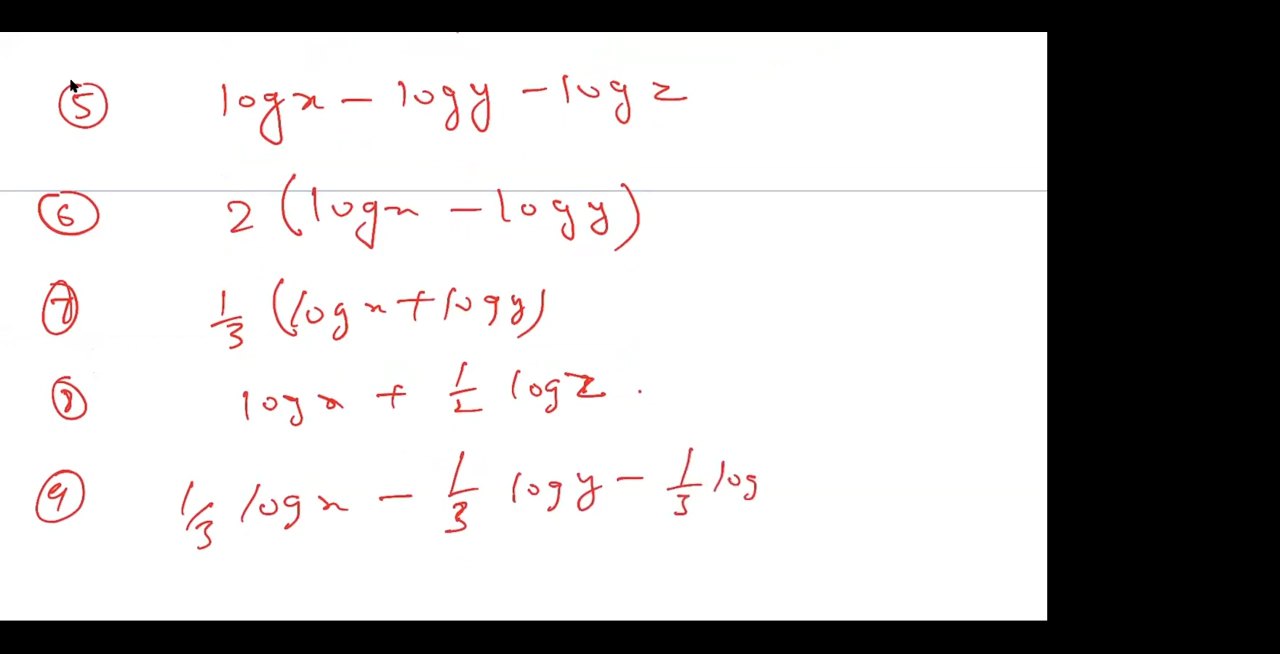 ⑤ log x - log y - log z
⑥ 2 (log x - log y)
⑦ 1/3 (log x + log y)
⑧ log x + 1/2 log z .
⑨ 1/3 log x - 1/3 log y - 1/3 log